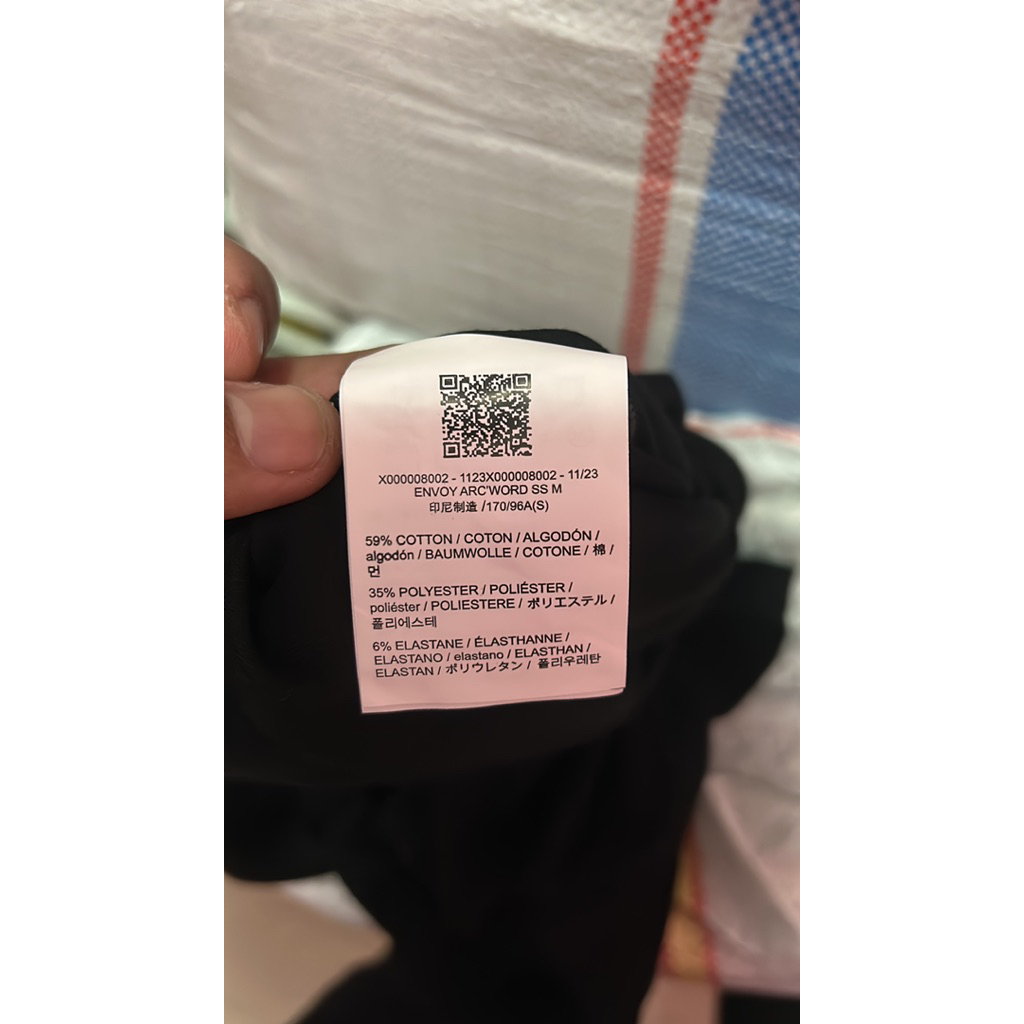 X000008002 - 1123X000008002 - 11/23
ENVOY ARC'WORD SS M
印尼制造 /170/96A(S)
59% COTTON / COTON / ALGODÓN /
algodón / BAUMWOLLE / COTONE / 棉 /
먼
35% POLYESTER / POLIÉSTER /
poliéster / POLIESTERE / ポリエステル /
폴리에스테
6% ELASTANE / ÉLASTHANNE /
ELASTANO / elastano / ELASTHAN /
ELASTAN / ポリウレタン / 폴리우레탄